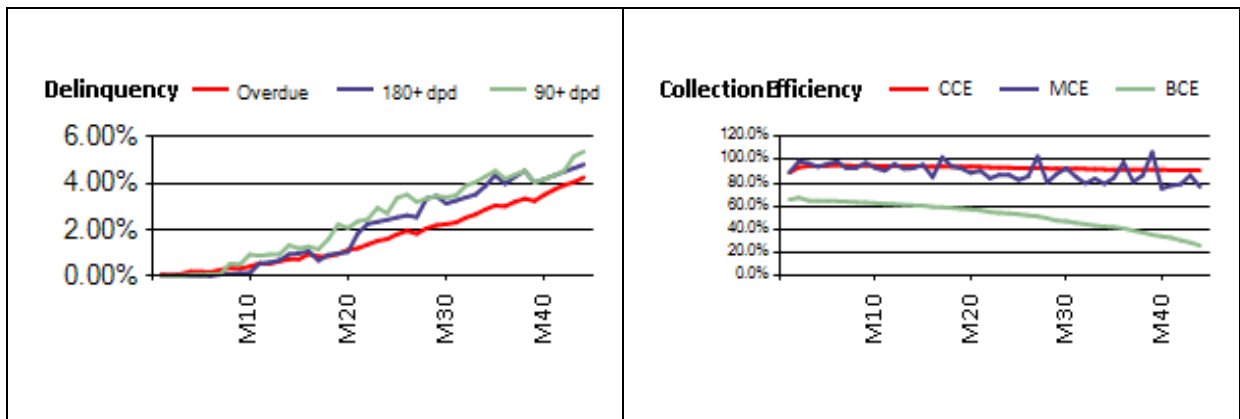 Delinquency Overdue 180+ dpd 90+ dpd
6.00%
4.00%
2.00%
0.00%
M10 M20 M30 M40
Collection Efficiency CCE MCE BCE
120.0%
100.0%
80.0%
60.0%
40.0%
20.0%
0.0%
M10 M20 M30 M40